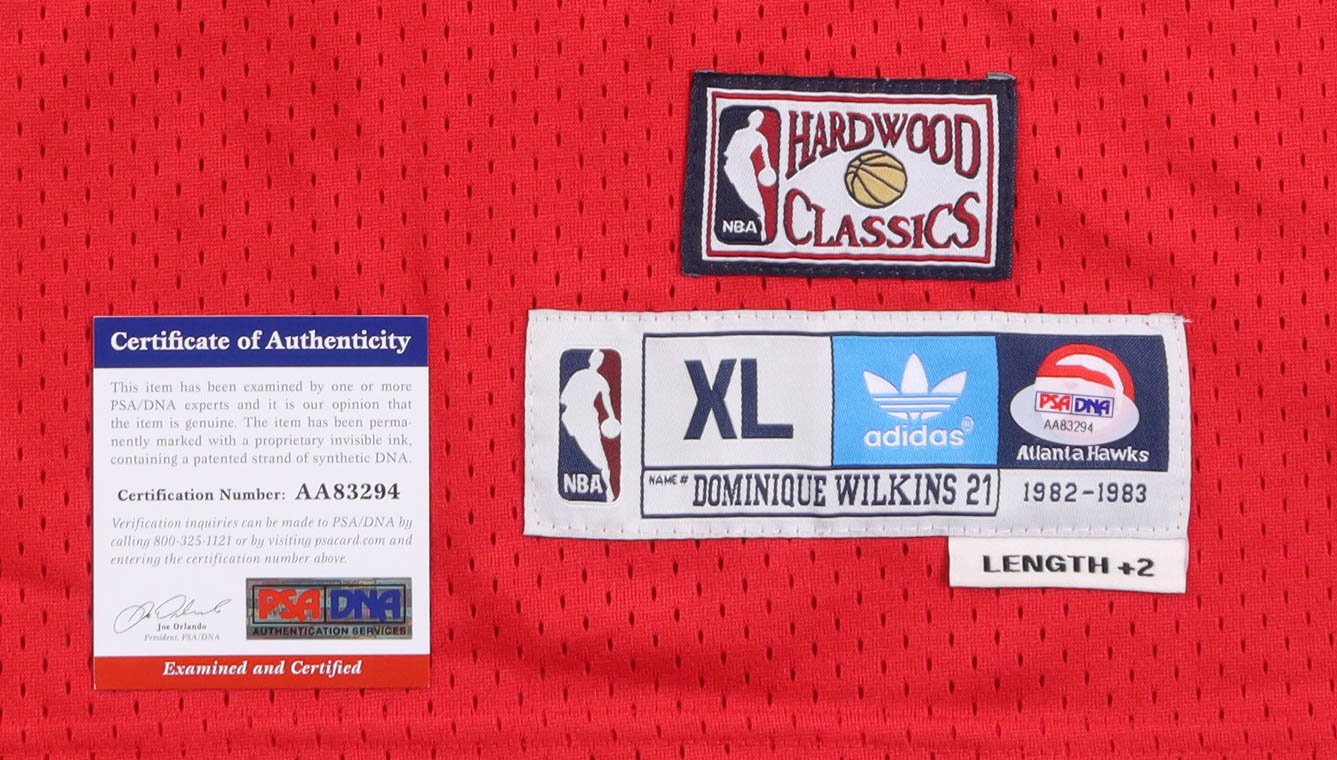 HARDWOOD
CLASSICS
NBA
Certificate of Authenticity
This item has been examined by one or more
PSA/DNA experts and it is our opinion that
the item is genuine. The item has been perma-
nently marked with a proprietary invisible ink,
containing a patented strand of synthetic DNA.
Certification Number: AA83294
Verification inquiries can be made to PSA/DNA by
calling 800-325-1121 or by visiting psacard.com and
entering the certification number above.
Joe Orlando
President, PSA/DNA
PSA DNA
AUTHENTICATION SERVICES
Examined and Certified
NBA
XL
adidas®
PSA DNA
AA83294
Atlanta Hawks
NAME # DOMINIQUE WILKINS 21
1982-1983
LENGTH +2